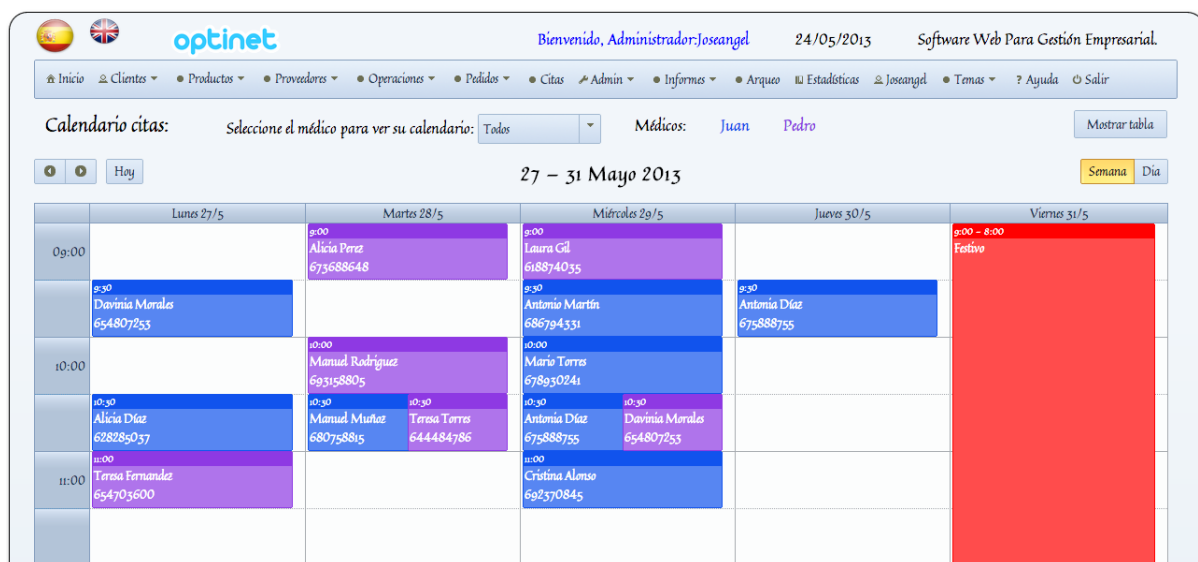 optinet
Bienvenido, Administrador:Joseangel
24/05/2013
Software Web Para Gestión Empresarial.
Inicio Clientes Productos Proveedores Operaciones Pedidos Citas Admin Informes Arqueo Estadísticas Joseangel Temas ? Ayuda Salir
Calendario citas:
Seleccione el médico para ver su calendario: Todos
Médicos: Juan Pedro
Mostrar tabla
Hoy
27 – 31 Mayo 2013
Semana Dia
Lunes 27/5 Martes 28/5 Miércoles 29/5 Jueves 30/5 Viernes 31/5
09:00
9:00
Alicia Perez
673688648
9:00
Laura Gil
618874035
9:00 – 8:00
Festivo
9:30
Davinia Morales
654807253
9:30
Antonio Martín
686794331
9:30
Antonia Díaz
675888755
10:00
10:00
Manuel Rodriguez
693158805
10:00
Mario Torres
678930241
10:30
Alicia Díaz
628285037
10:30
Manuel Muñoz
680758815
10:30
Teresa Torres
644484786
10:30
Antonia Díaz
675888755
10:30
Davinia Morales
654807253
11:00
11:00
Teresa Fernandez
654703600
11:00
Cristina Alonso
692370845